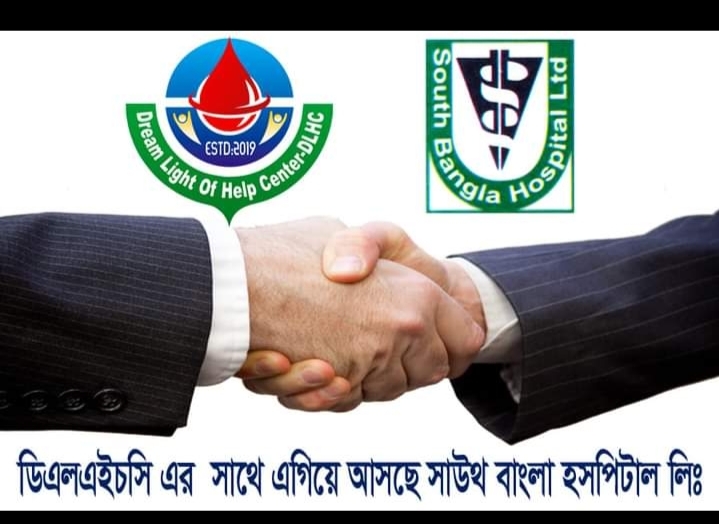 ESTD:2019
Dream Light Of Help Center-DLHC
South Bangla Hospital Ltd
ডিএলএইচসি এর সাথে এগিয়ে আসছে সাউথ বাংলা হসপিটাল লিঃ